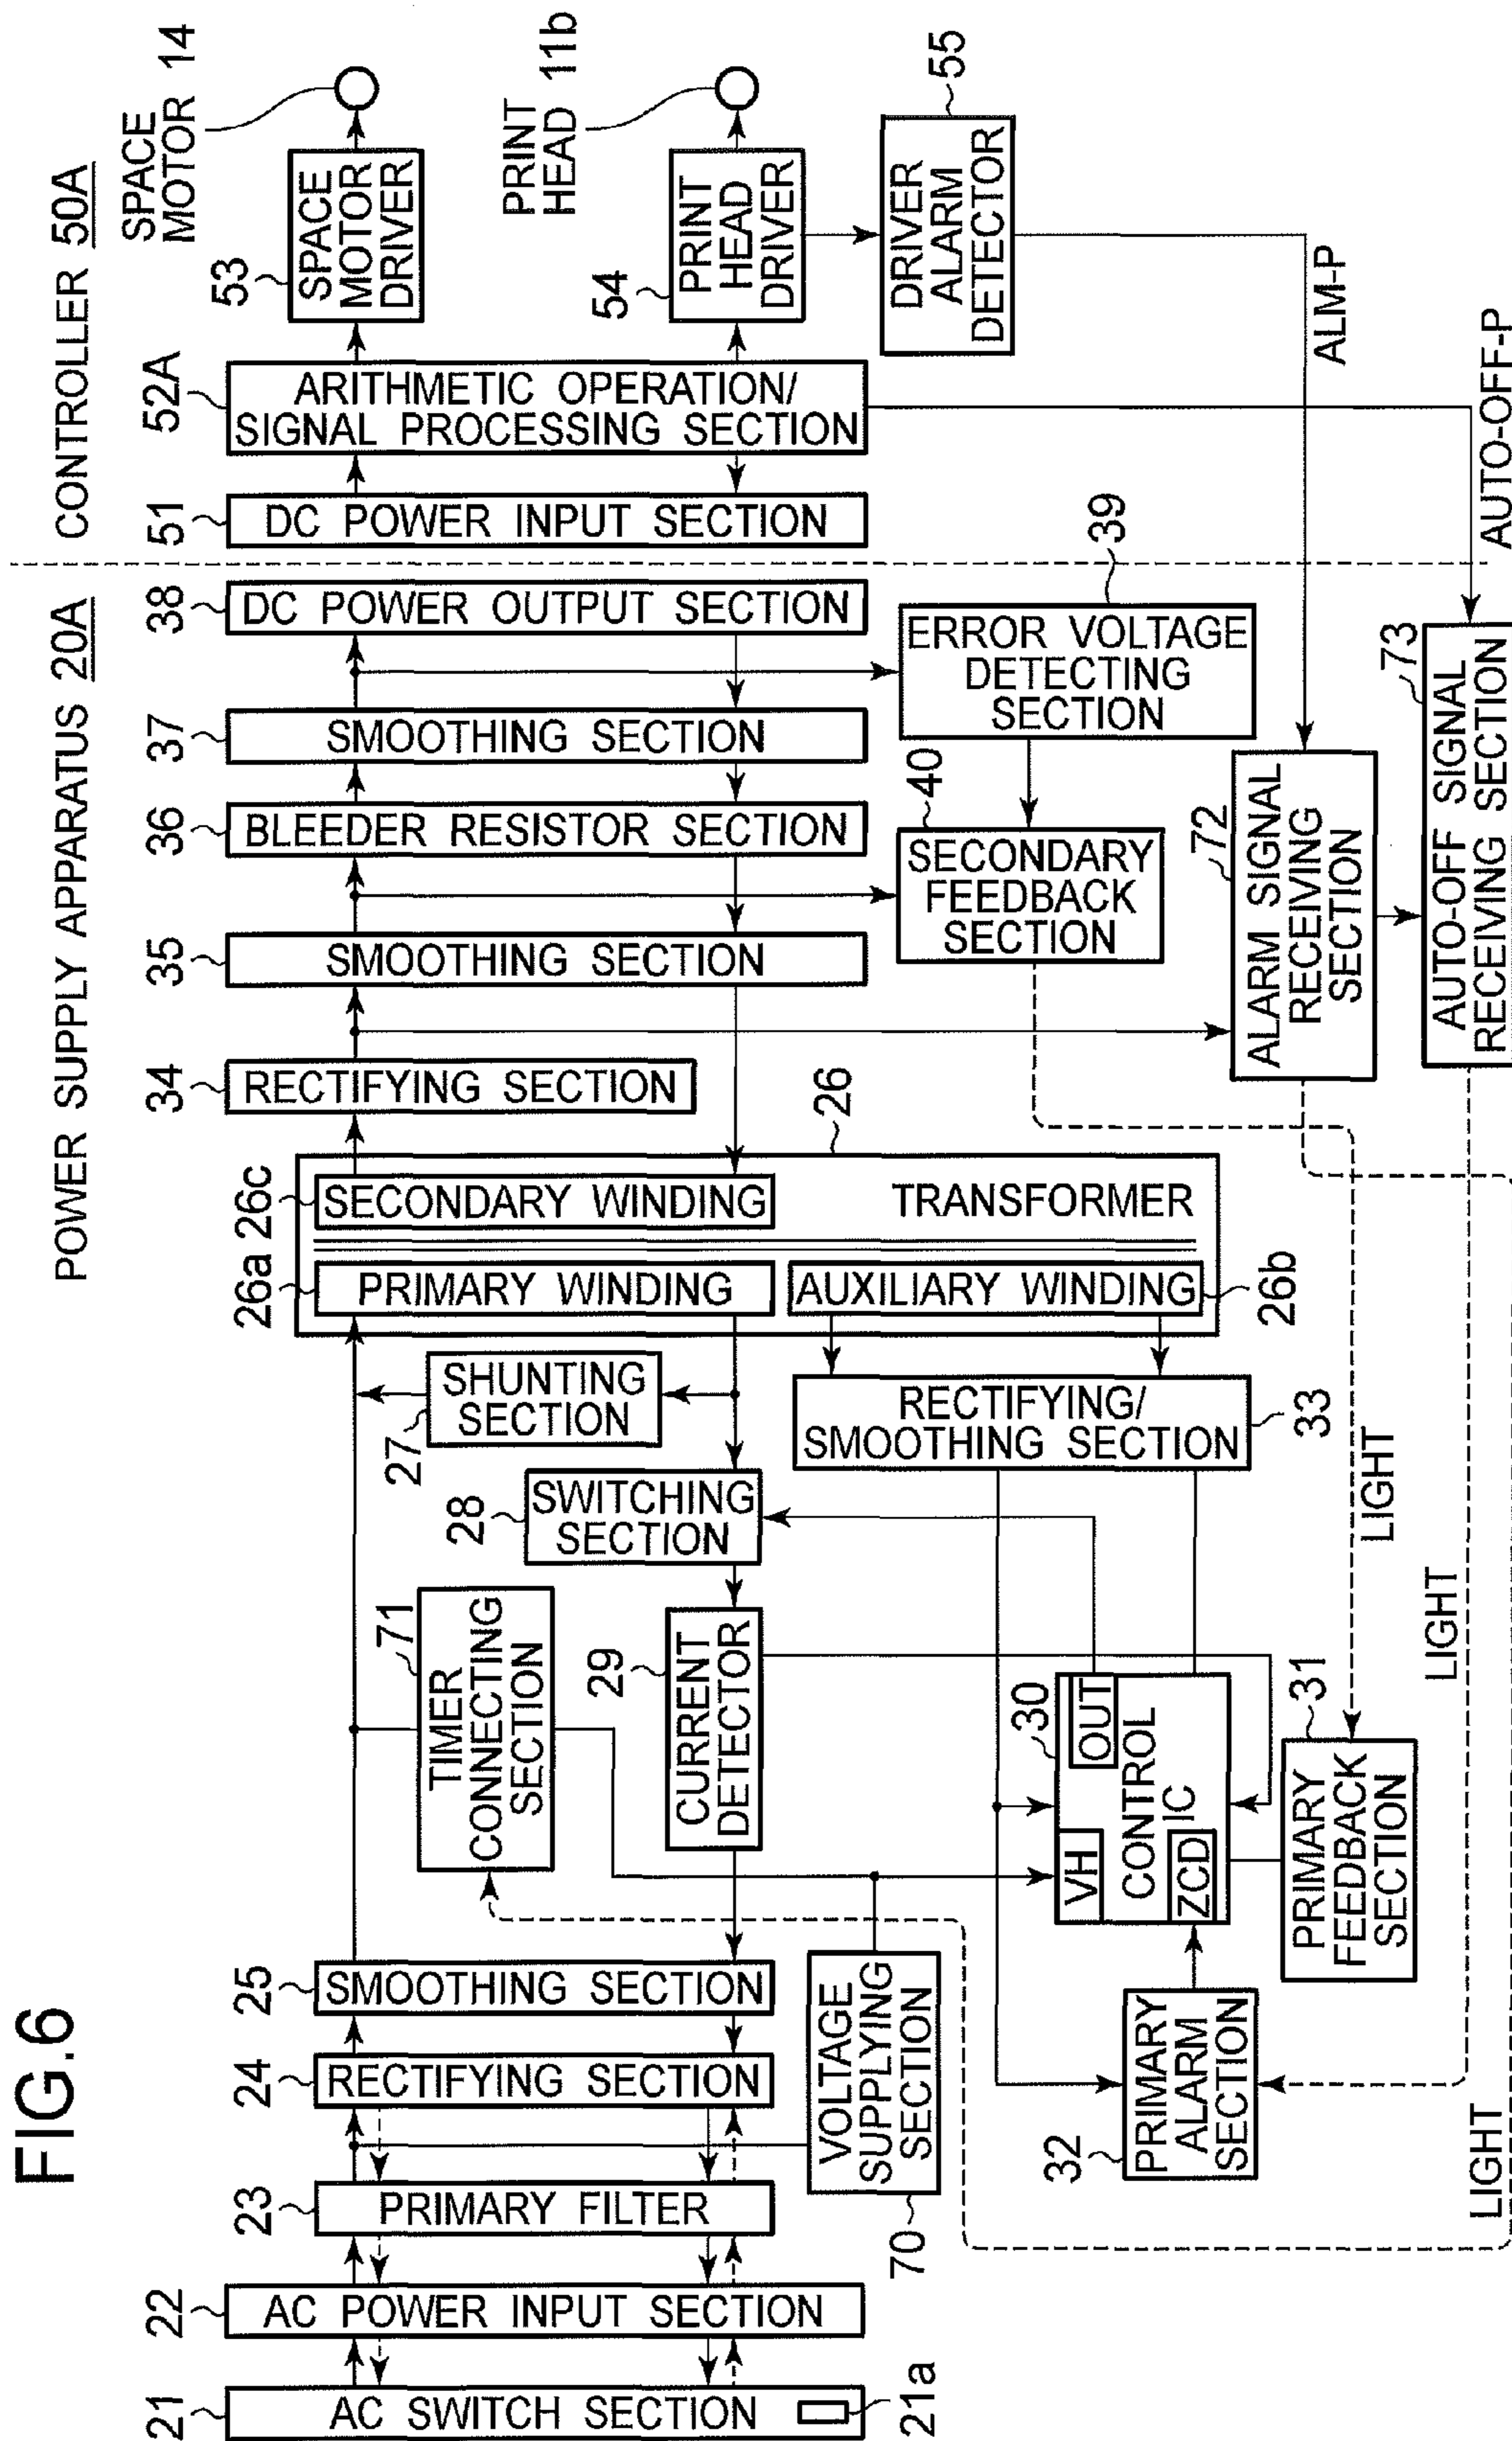 FIG.6
POWER SUPPLY APPARATUS 20A
CONTROLLER 50A
21
AC SWITCH SECTION
21a
22
AC POWER INPUT SECTION
23
PRIMARY FILTER
24
RECTIFYING SECTION
25
SMOOTHING SECTION
VOLTAGE
SUPPLYING
SECTION
70
71
TIMER
CONNECTING
SECTION
29
CURRENT
DETECTOR
28
SWITCHING
SECTION
27
SHUNTING
SECTION
30
OUT
VH
CONTROL
IC
ZCD
32
PRIMARY
ALARM
SECTION
31
PRIMARY
FEEDBACK
SECTION
RECTIFYING/
SMOOTHING SECTION
33
26a
PRIMARY WINDING
AUXILIARY WINDING
26b
26c
SECONDARY WINDING
TRANSFORMER
26
34
RECTIFYING SECTION
35
SMOOTHING SECTION
36
BLEEDER RESISTOR SECTION
37
SMOOTHING SECTION
38
DC POWER OUTPUT SECTION
40
SECONDARY
FEEDBACK
SECTION
39
ERROR VOLTAGE
DETECTING
SECTION
72
ALARM SIGNAL
RECEIVING
SECTION
73
AUTO-OFF SIGNAL
RECEIVING SECTION
LIGHT
LIGHT
LIGHT
51
DC POWER INPUT SECTION
52A
ARITHMETIC OPERATION/
SIGNAL PROCESSING SECTION
53
SPACE
MOTOR
DRIVER
SPACE
MOTOR 14
54
PRINT
HEAD
DRIVER
PRINT
HEAD 11b
DRIVER
ALARM
DETECTOR
55
ALM-P
AUTO-OFF-P